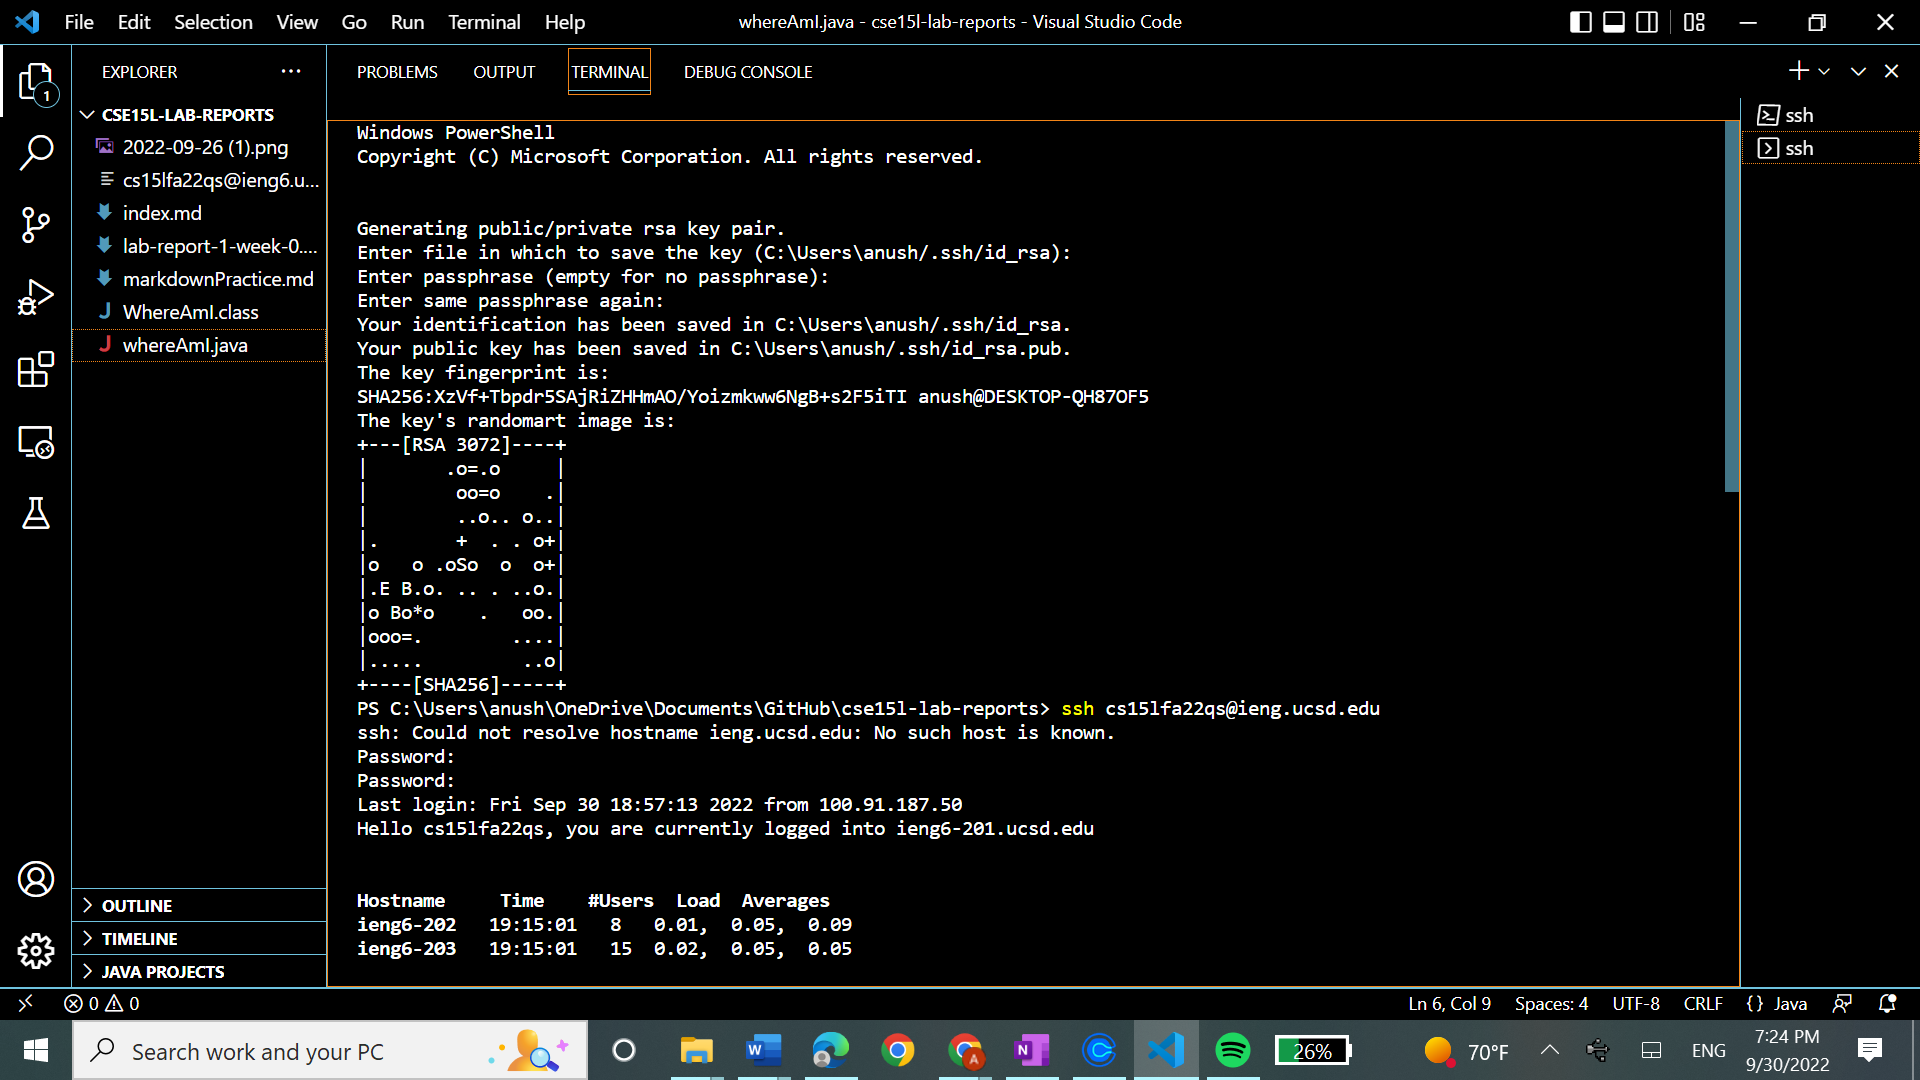 File Edit Selection View Go Run Terminal Help
whereAmI.java - cse15l-lab-reports - Visual Studio Code
EXPLORER
1
CSE15L-LAB-REPORTS
2022-09-26 (1).png
cs15lfa22qs@ieng6.u...
index.md
lab-report-1-week-0....
markdownPractice.md
J WhereAmI.class
J whereAmI.java
OUTLINE
TIMELINE
JAVA PROJECTS
PROBLEMS OUTPUT TERMINAL DEBUG CONSOLE
Windows PowerShell
Copyright (C) Microsoft Corporation. All rights reserved.
Generating public/private rsa key pair.
Enter file in which to save the key (C:\Users\anush/.ssh/id_rsa):
Enter passphrase (empty for no passphrase):
Enter same passphrase again:
Your identification has been saved in C:\Users\anush/.ssh/id_rsa.
Your public key has been saved in C:\Users\anush/.ssh/id_rsa.pub.
The key fingerprint is:
SHA256:XzVf+Tbpdr5SAjRiZHHmAO/Yoizmkww6NgB+s2F5iTI anush@DESKTOP-QH87OF5
The key's randomart image is:
+---[RSA 3072]----+
|       .o=.o     |
|        oo=o    .|
|        ..o.. o..|
|.       +  . . o+|
|o   o .oSo  o  o+|
|.E B.o. .. . ..o.|
|o Bo*o    .   oo.|
|ooo=.        ....|
|.....         ..o|
+----[SHA256]-----+
PS C:\Users\anush\OneDrive\Documents\GitHub\cse15l-lab-reports> ssh cs15lfa22qs@ieng.ucsd.edu
ssh: Could not resolve hostname ieng.ucsd.edu: No such host is known.
Password:
Password:
Last login: Fri Sep 30 18:57:13 2022 from 100.91.187.50
Hello cs15lfa22qs, you are currently logged into ieng6-201.ucsd.edu
Hostname     Time    #Users  Load  Averages
ieng6-202   19:15:01   8   0.01,  0.05,  0.09
ieng6-203   19:15:01   15  0.02,  0.05,  0.05
ssh
ssh
0 0
Ln 6, Col 9 Spaces: 4 UTF-8 CRLF {} Java
Search work and your PC
26%
70°F
ENG
7:24 PM
9/30/2022